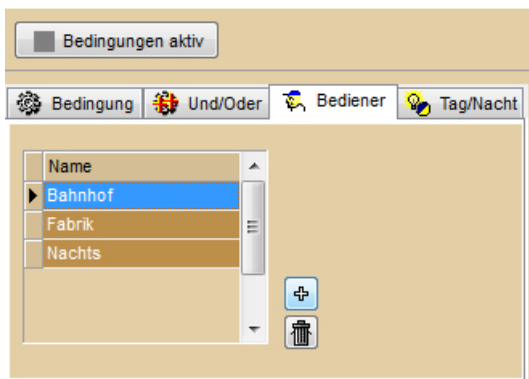 Bedingungen aktiv
Bedingung Und/Oder Bediener Tag/Nacht
Name
Bahnhof
Fabrik
Nachts